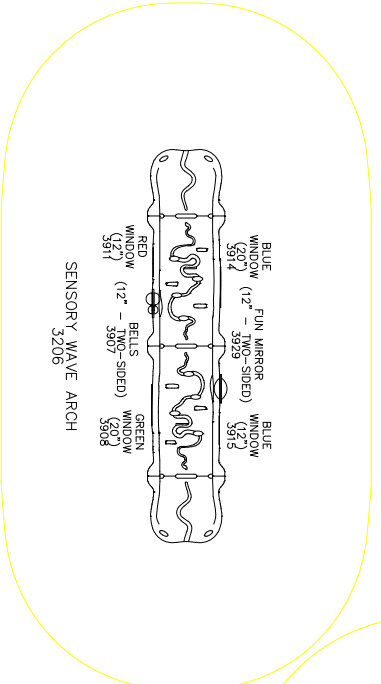 BLUE
WINDOW
(20")
3914
FUN MIRROR
(12" - TWO-SIDED)
3929
BLUE
WINDOW
(12")
3915
RED
WINDOW
(12")
3911
BELLS
(12" - TWO-SIDED)
3907
GREEN
WINDOW
(20")
3908
SENSORY WAVE ARCH
3206